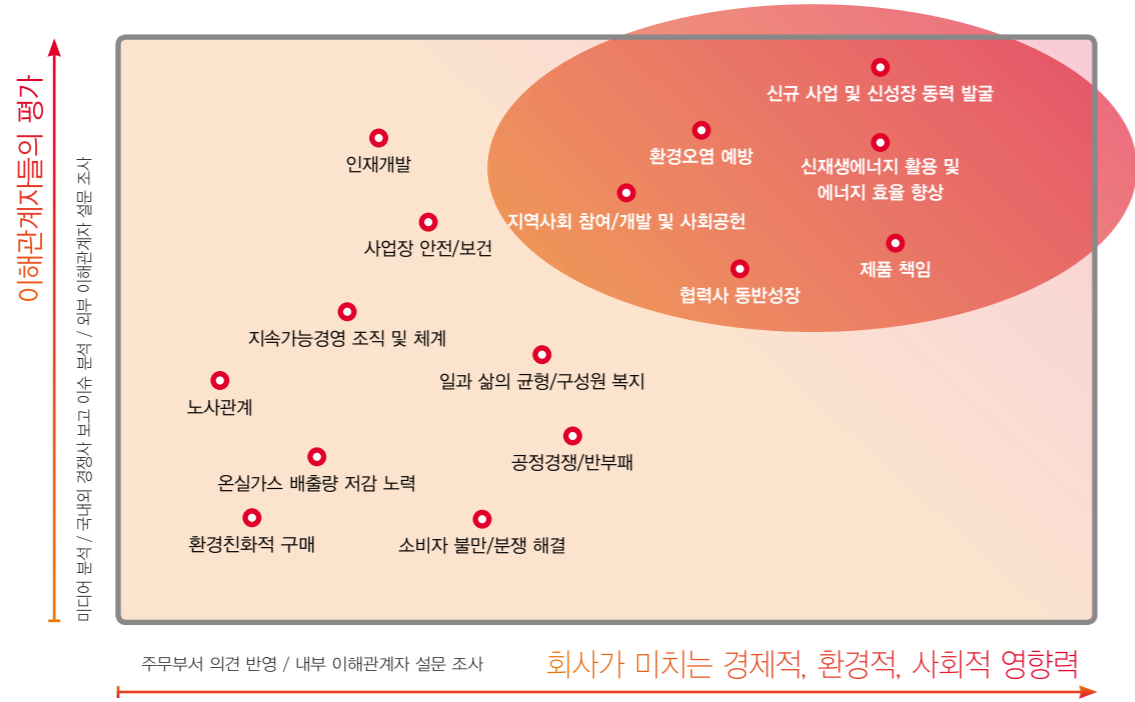 이해관계자들의 평가
미디어 분석 / 국내외 경쟁사 보고 이슈 분석 / 외부 이해관계자 설문 조사
신규 사업 및 신성장 동력 발굴
환경오염 예방
인재개발
신재생에너지 활용 및
에너지 효율 향상
지역사회 참여/개발 및 사회공헌
사업장 안전/보건
제품 책임
협력사 동반성장
지속가능경영 조직 및 체계
일과 삶의 균형/구성원 복지
노사관계
공정경쟁/반부패
온실가스 배출량 저감 노력
환경친화적 구매
소비자 불만/분쟁 해결
주무부서 의견 반영 / 내부 이해관계자 설문 조사
회사가 미치는 경제적, 환경적, 사회적 영향력